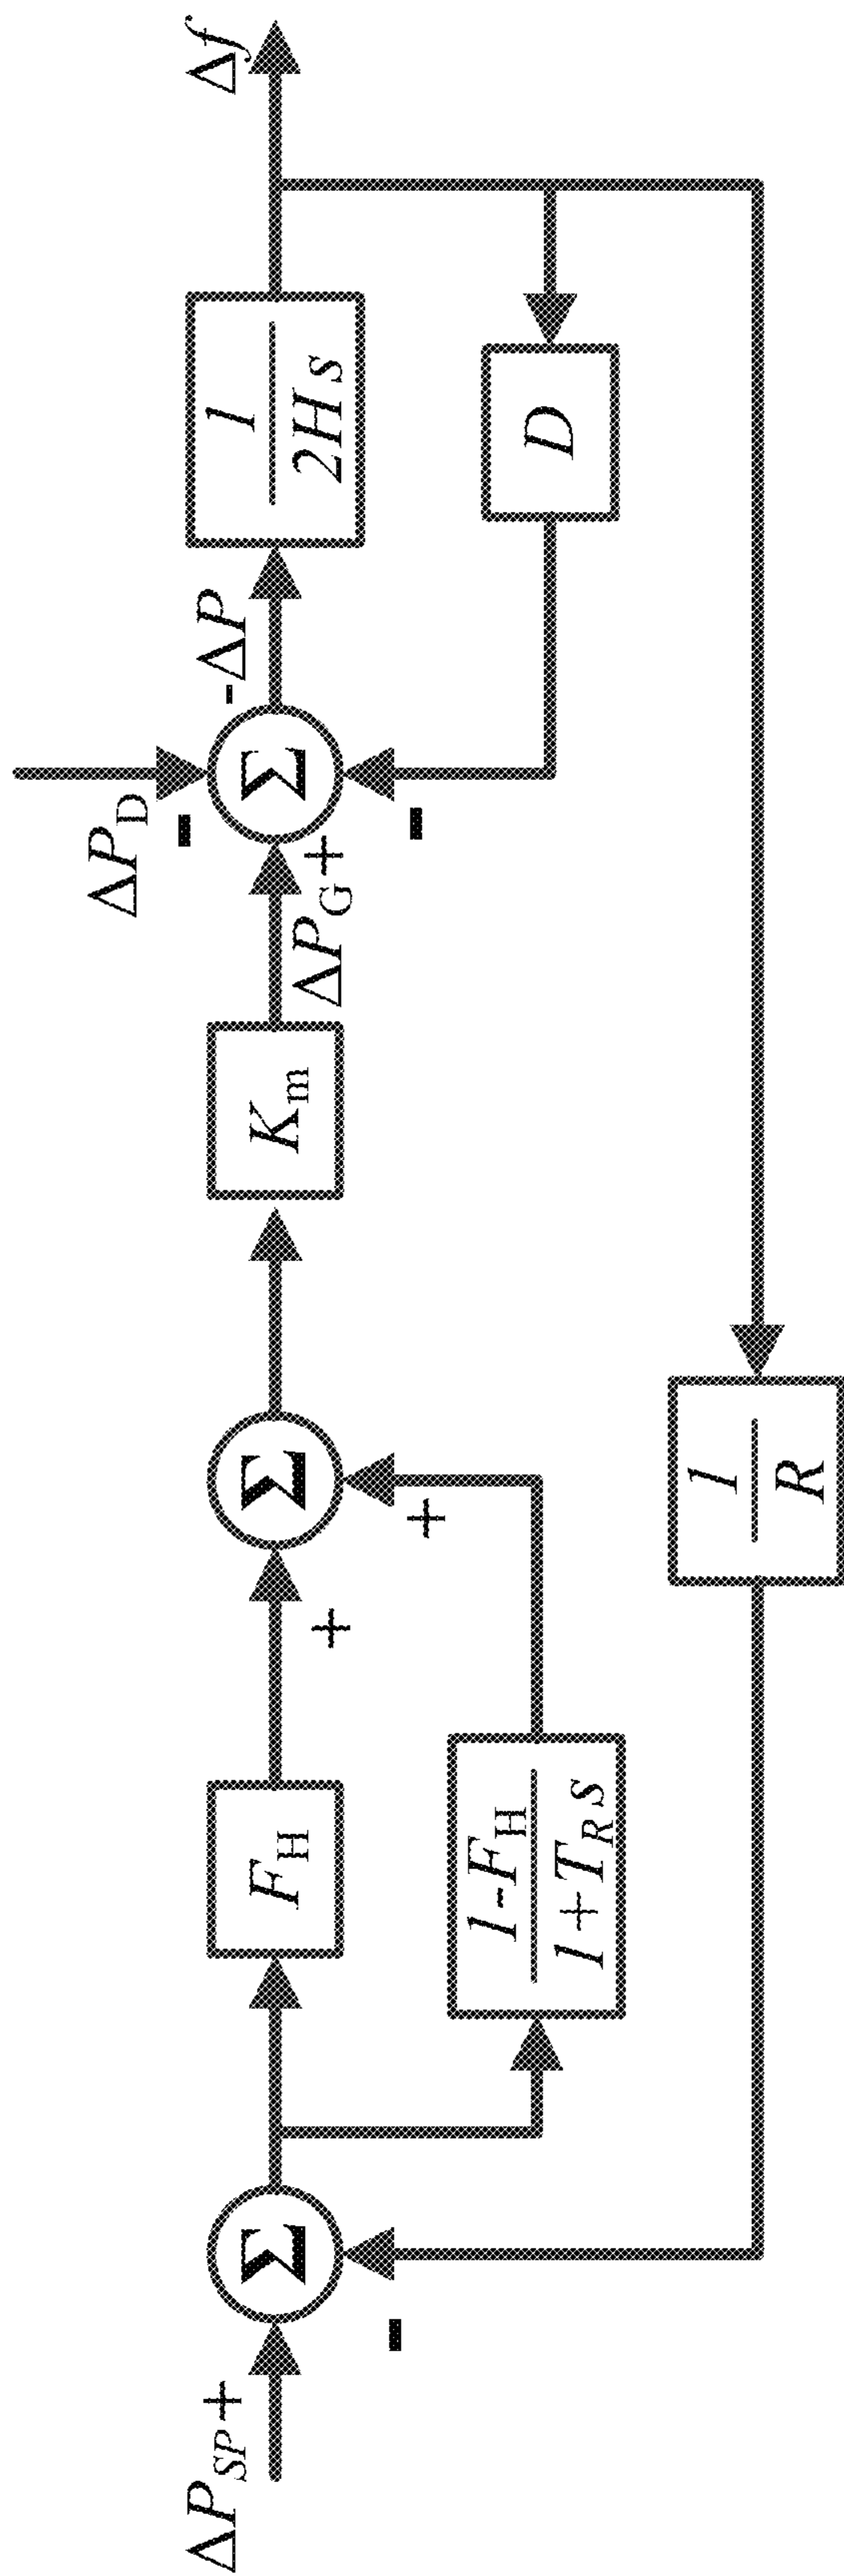 ΔP_SP +
-
Σ
F_H
1-F_H
1+T_R s
+
+
Σ
K_m
ΔP_G +
ΔP_D
-
-
Σ
-ΔP
1
2Hs
D
1
R
Δf